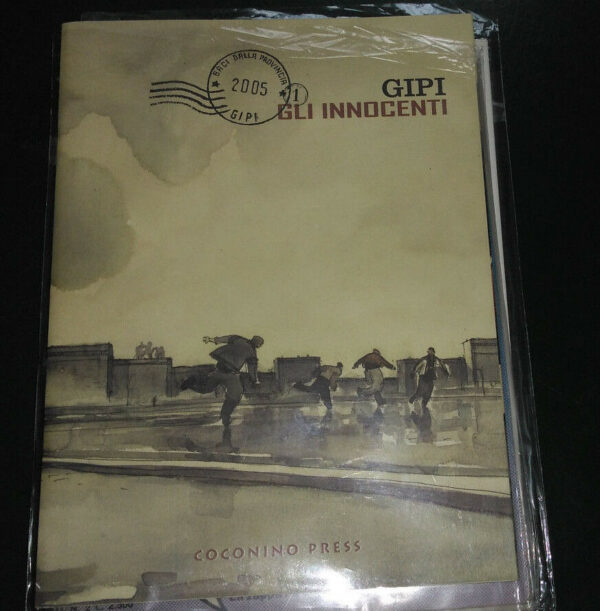 BACI DALLA PROVINCIA
2005
GIPI
1
GIPI
GLI INNOCENTI
COCONINO PRESS